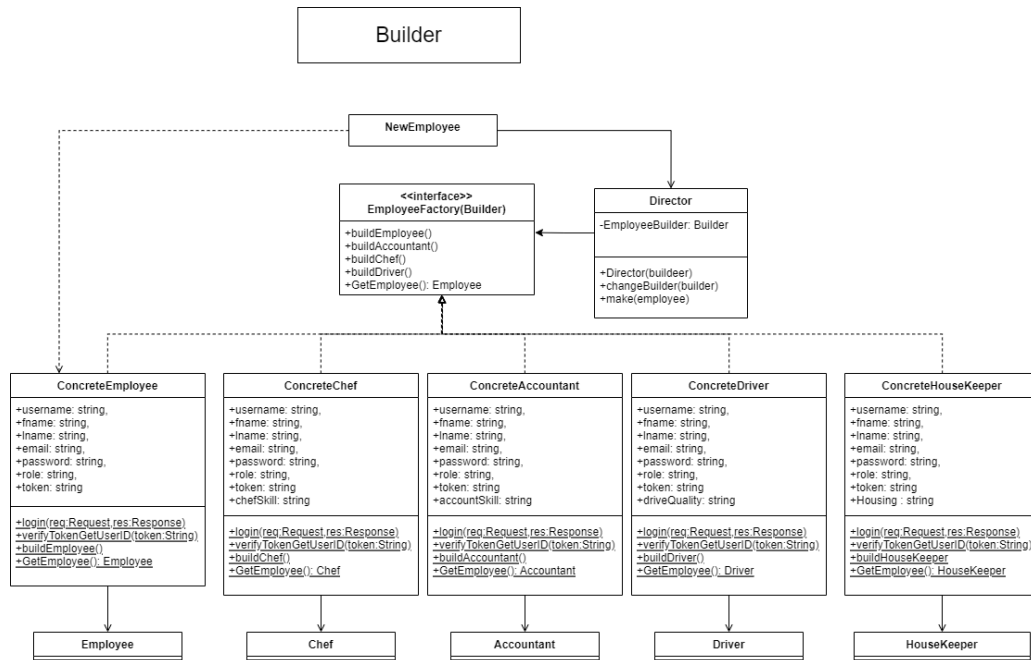 Builder
NewEmployee
<<interface>>
EmployeeFactory(Builder)
+buildEmployee()
+buildAccountant()
+buildChef()
+buildDriver()
+GetEmployee(): Employee
Director
-EmployeeBuilder: Builder
+Director(buildeer)
+changeBuilder(builder)
+make(employee)
ConcreteEmployee
+username: string,
+fname: string,
+lname: string,
+email: string,
+password: string,
+role: string,
+token: string
+login(req:Request,res:Response)
+verifyTokenGetUserID(token:String)
+buildEmployee()
+GetEmployee(): Employee
ConcreteChef
+username: string,
+fname: string,
+lname: string,
+email: string,
+password: string,
+role: string,
+token: string
+chefSkill: string
+login(req:Request,res:Response)
+verifyTokenGetUserID(token:String)
+buildChef()
+GetEmployee(): Chef
ConcreteAccountant
+username: string,
+fname: string,
+lname: string,
+email: string,
+password: string,
+role: string,
+token: string
+accountSkill: string
+login(req:Request,res:Response)
+verifyTokenGetUserID(token:String)
+buildAccountant()
+GetEmployee(): Accountant
ConcreteDriver
+username: string,
+fname: string,
+lname: string,
+email: string,
+password: string,
+role: string,
+token: string
+driveQuality: string
+login(req:Request,res:Response)
+verifyTokenGetUserID(token:String)
+buildDriver()
+GetEmployee(): Driver
ConcreteHouseKeeper
+username: string,
+fname: string,
+lname: string,
+email: string,
+password: string,
+role: string,
+token: string
+Housing : string
+login(req:Request,res:Response)
+verifyTokenGetUserID(token:String)
+buildHouseKeeper
+GetEmployee(): HouseKeeper
Employee
Chef
Accountant
Driver
HouseKeeper